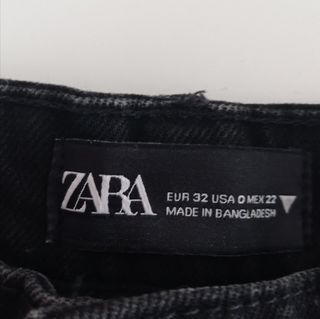 ZARA
EUR 32 USA 0 MEX 22
MADE IN BANGLADESH